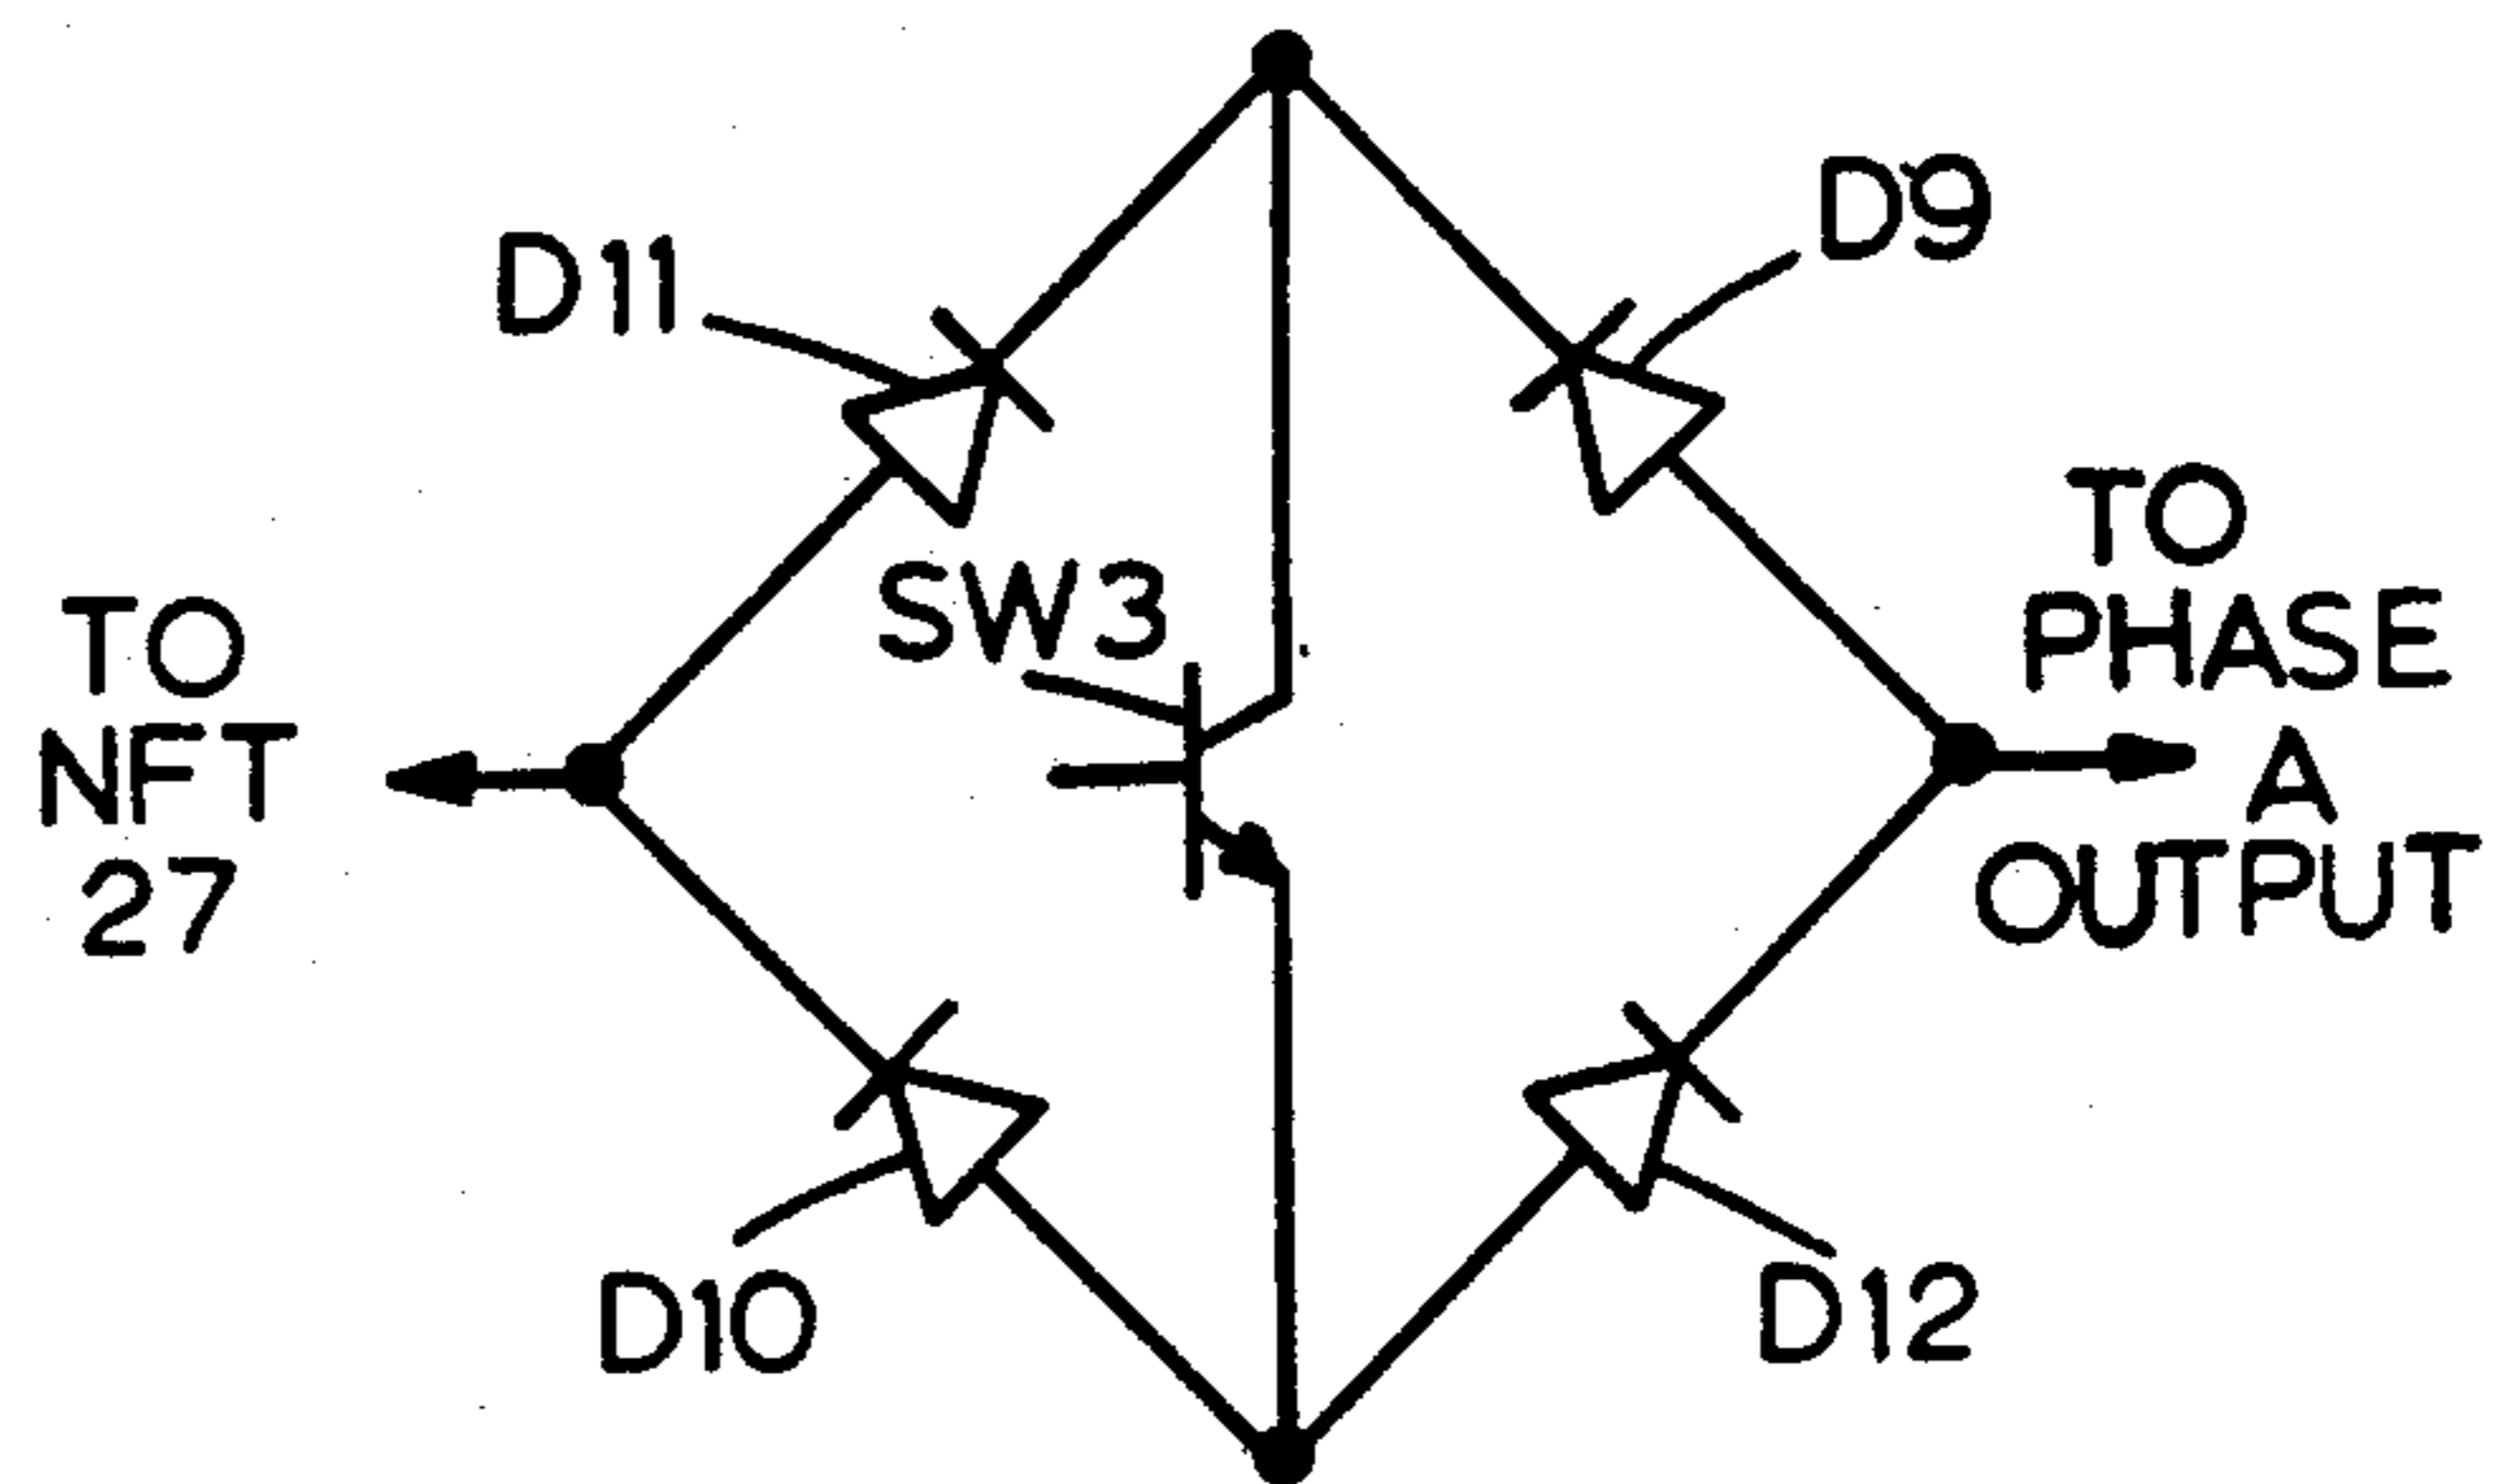 D9
D11
SW3
TO
PHASE
A
OUTPUT
TO
NFT
27
D10
D12